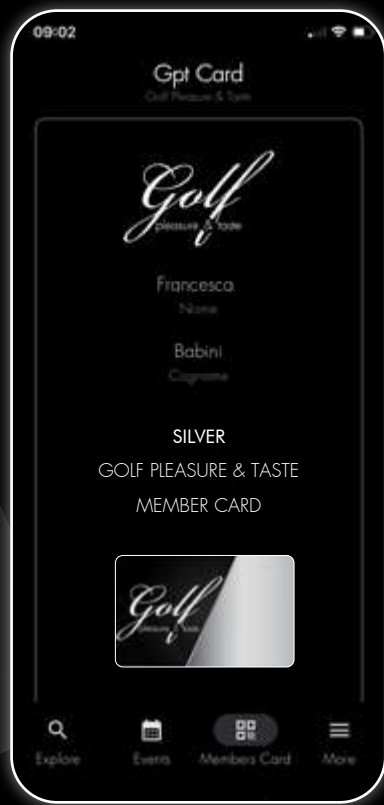 09:02
Gpt Card
Golf Pleasure & Taste
Golf
pleasure & taste
Francesca
Name
Babini
Cognome
SILVER
GOLF PLEASURE & TASTE
MEMBER CARD
Golf
pleasure & taste
Explore
Events
Members Card
More